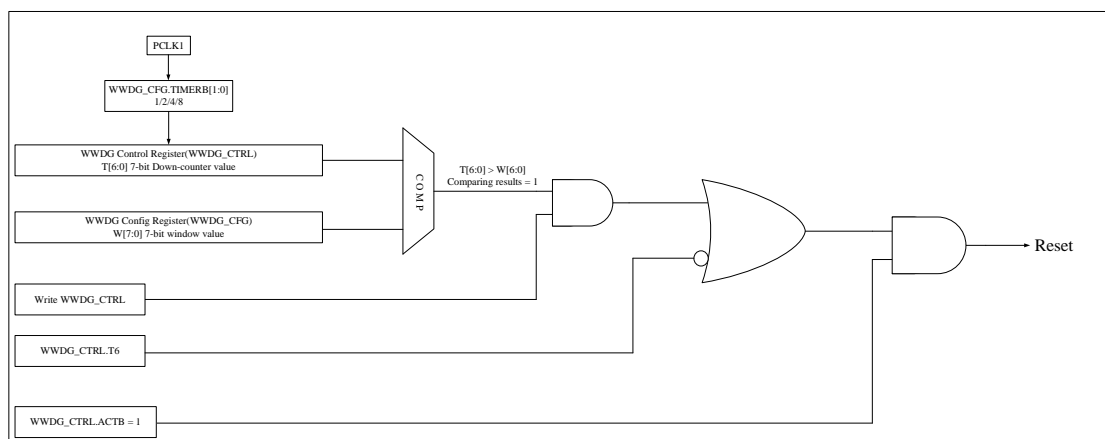 PCLK1
WWDG_CFG.TIMERB[1:0]
1/2/4/8
WWDG Control Register(WWDG_CTRL)
T[6:0] 7-bit Down-counter value
COMP
T[6:0] > W[6:0]
Comparing results = 1
WWDG Config Register(WWDG_CFG)
W[7:0] 7-bit window value
Reset
Write WWDG_CTRL
WWDG_CTRL.T6
WWDG_CTRL.ACTB = 1